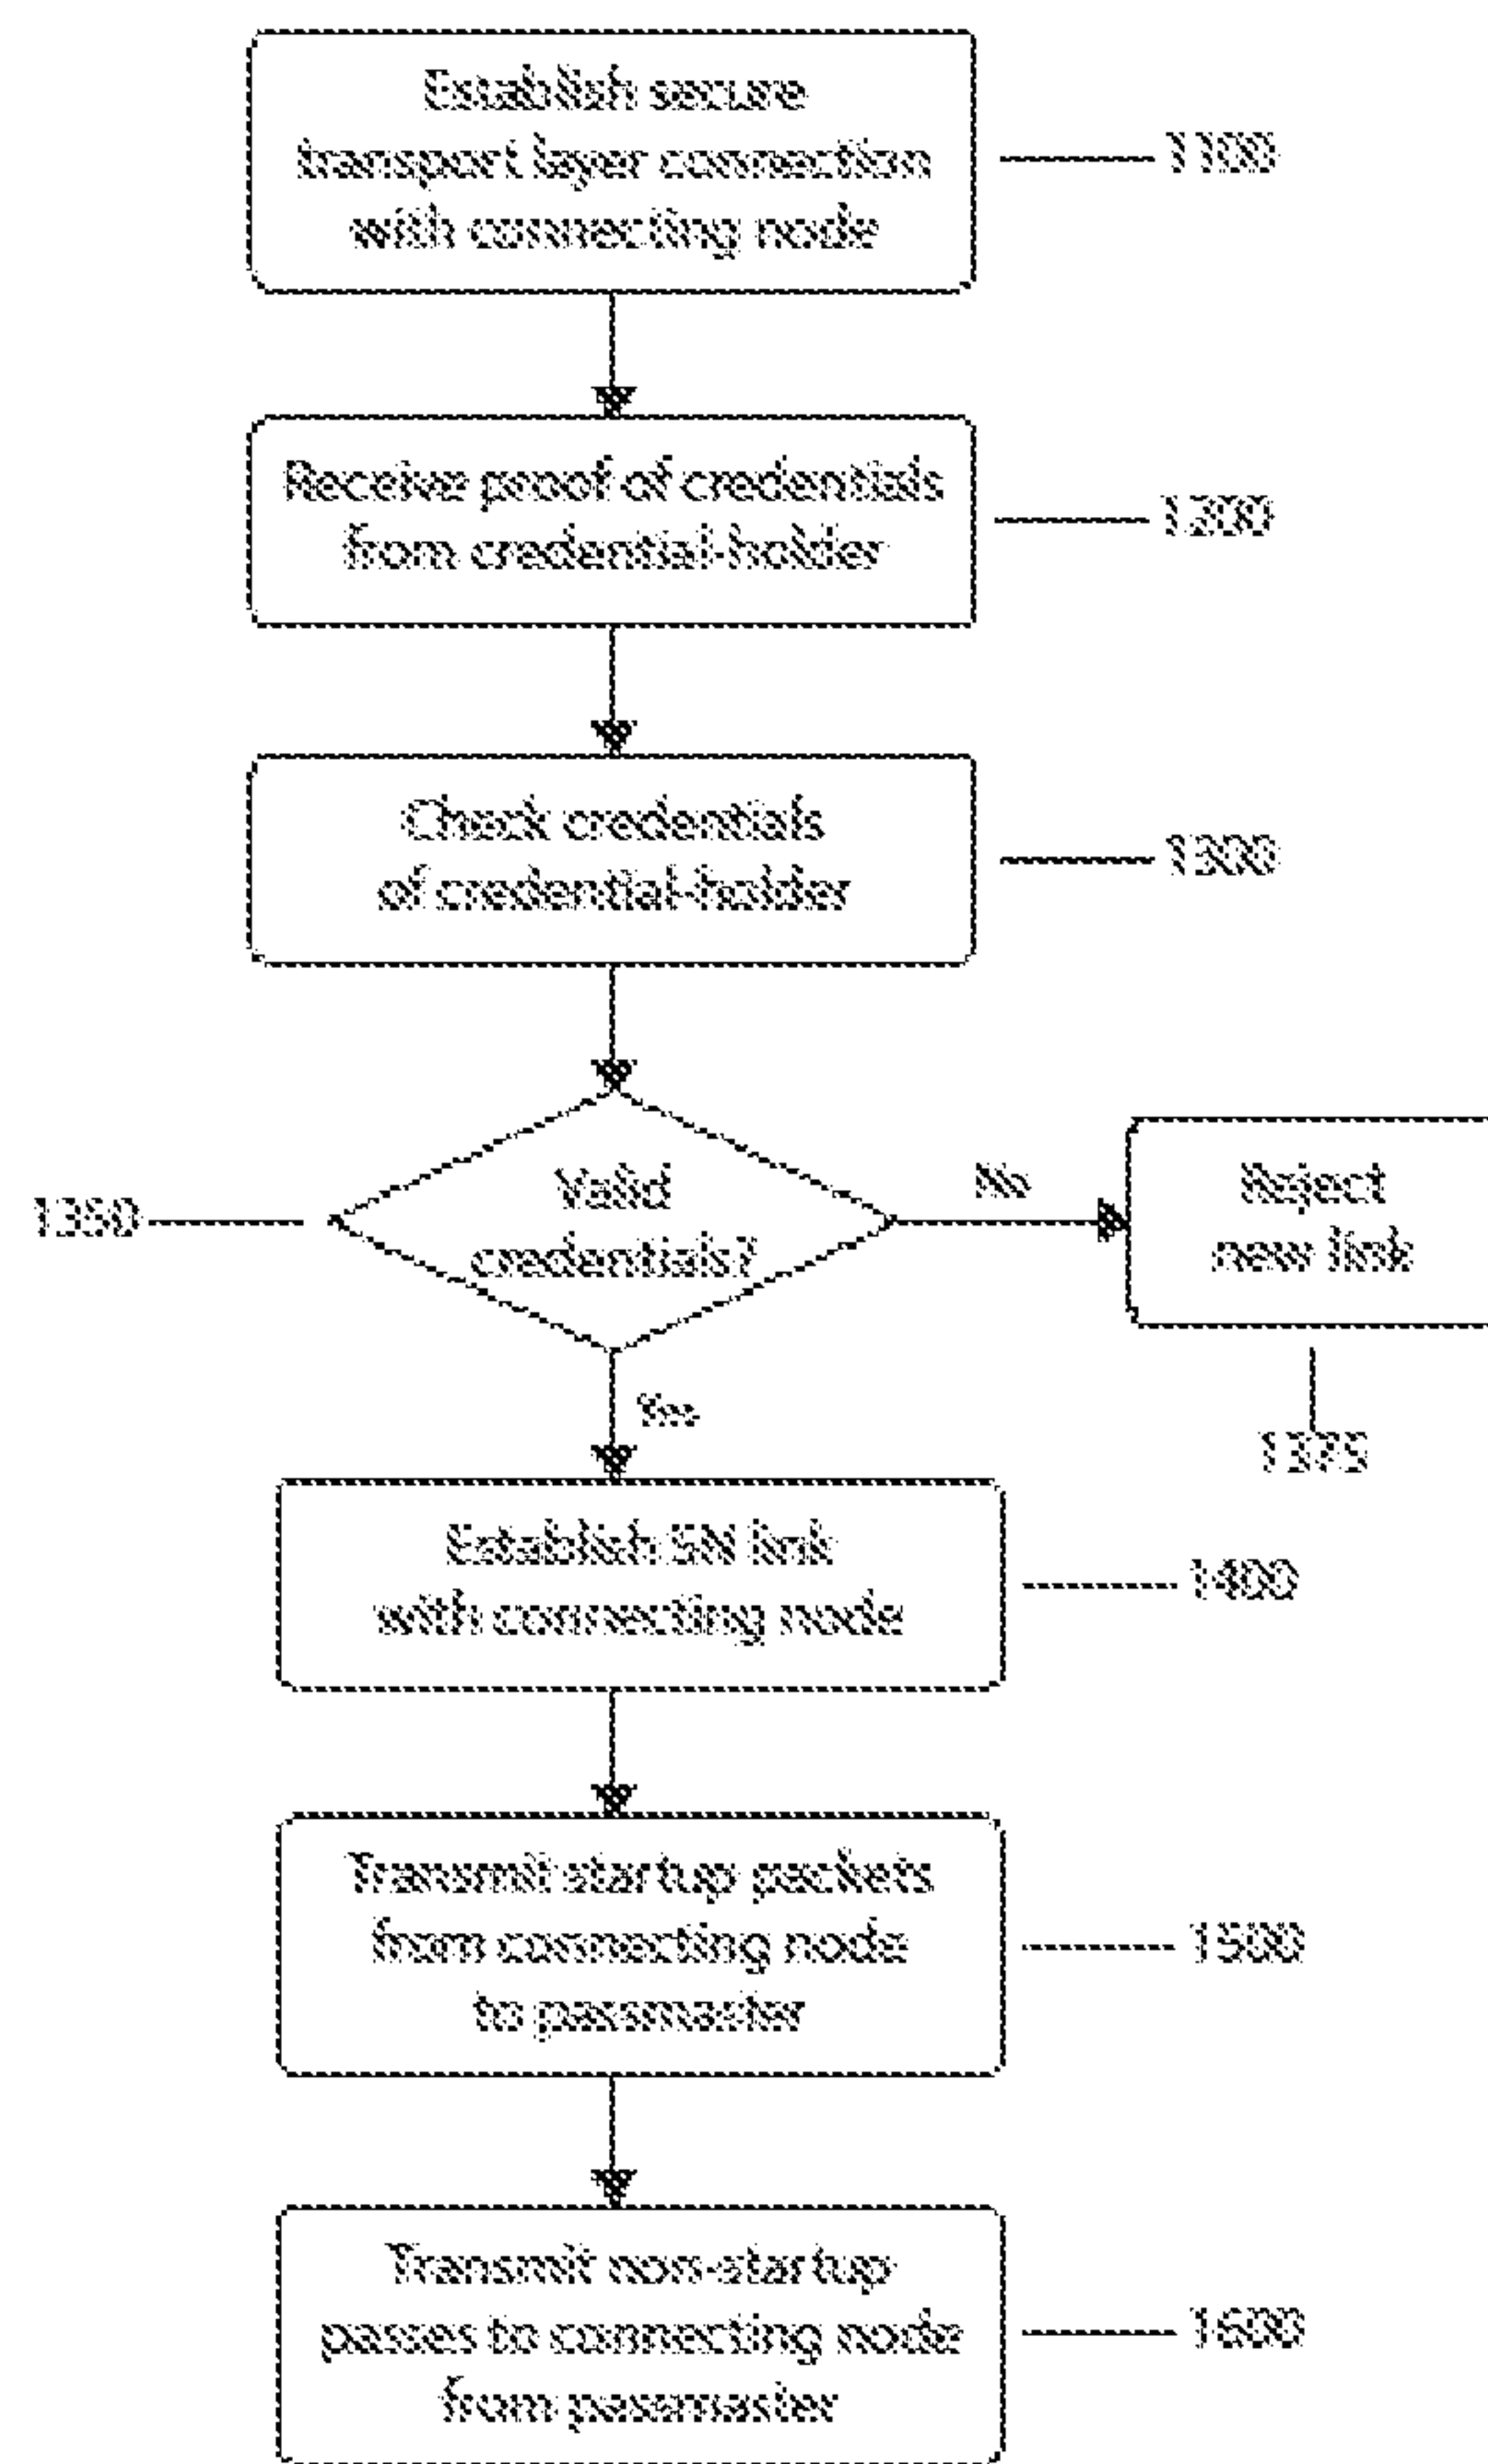 Establish secure
transport layer connection
with connecting node
1100
Receive proof of credentials
from credential-holder
1200
Check credentials
of credential-holder
1300
Valid
credentials?
1350
No
Reject
new link
1375
Yes
Establish SN link
with connecting node
1400
Transmit startup packets
from connecting node
to passmaster
1500
Transmit non-startup
passes to connecting node
from passmaster
1600